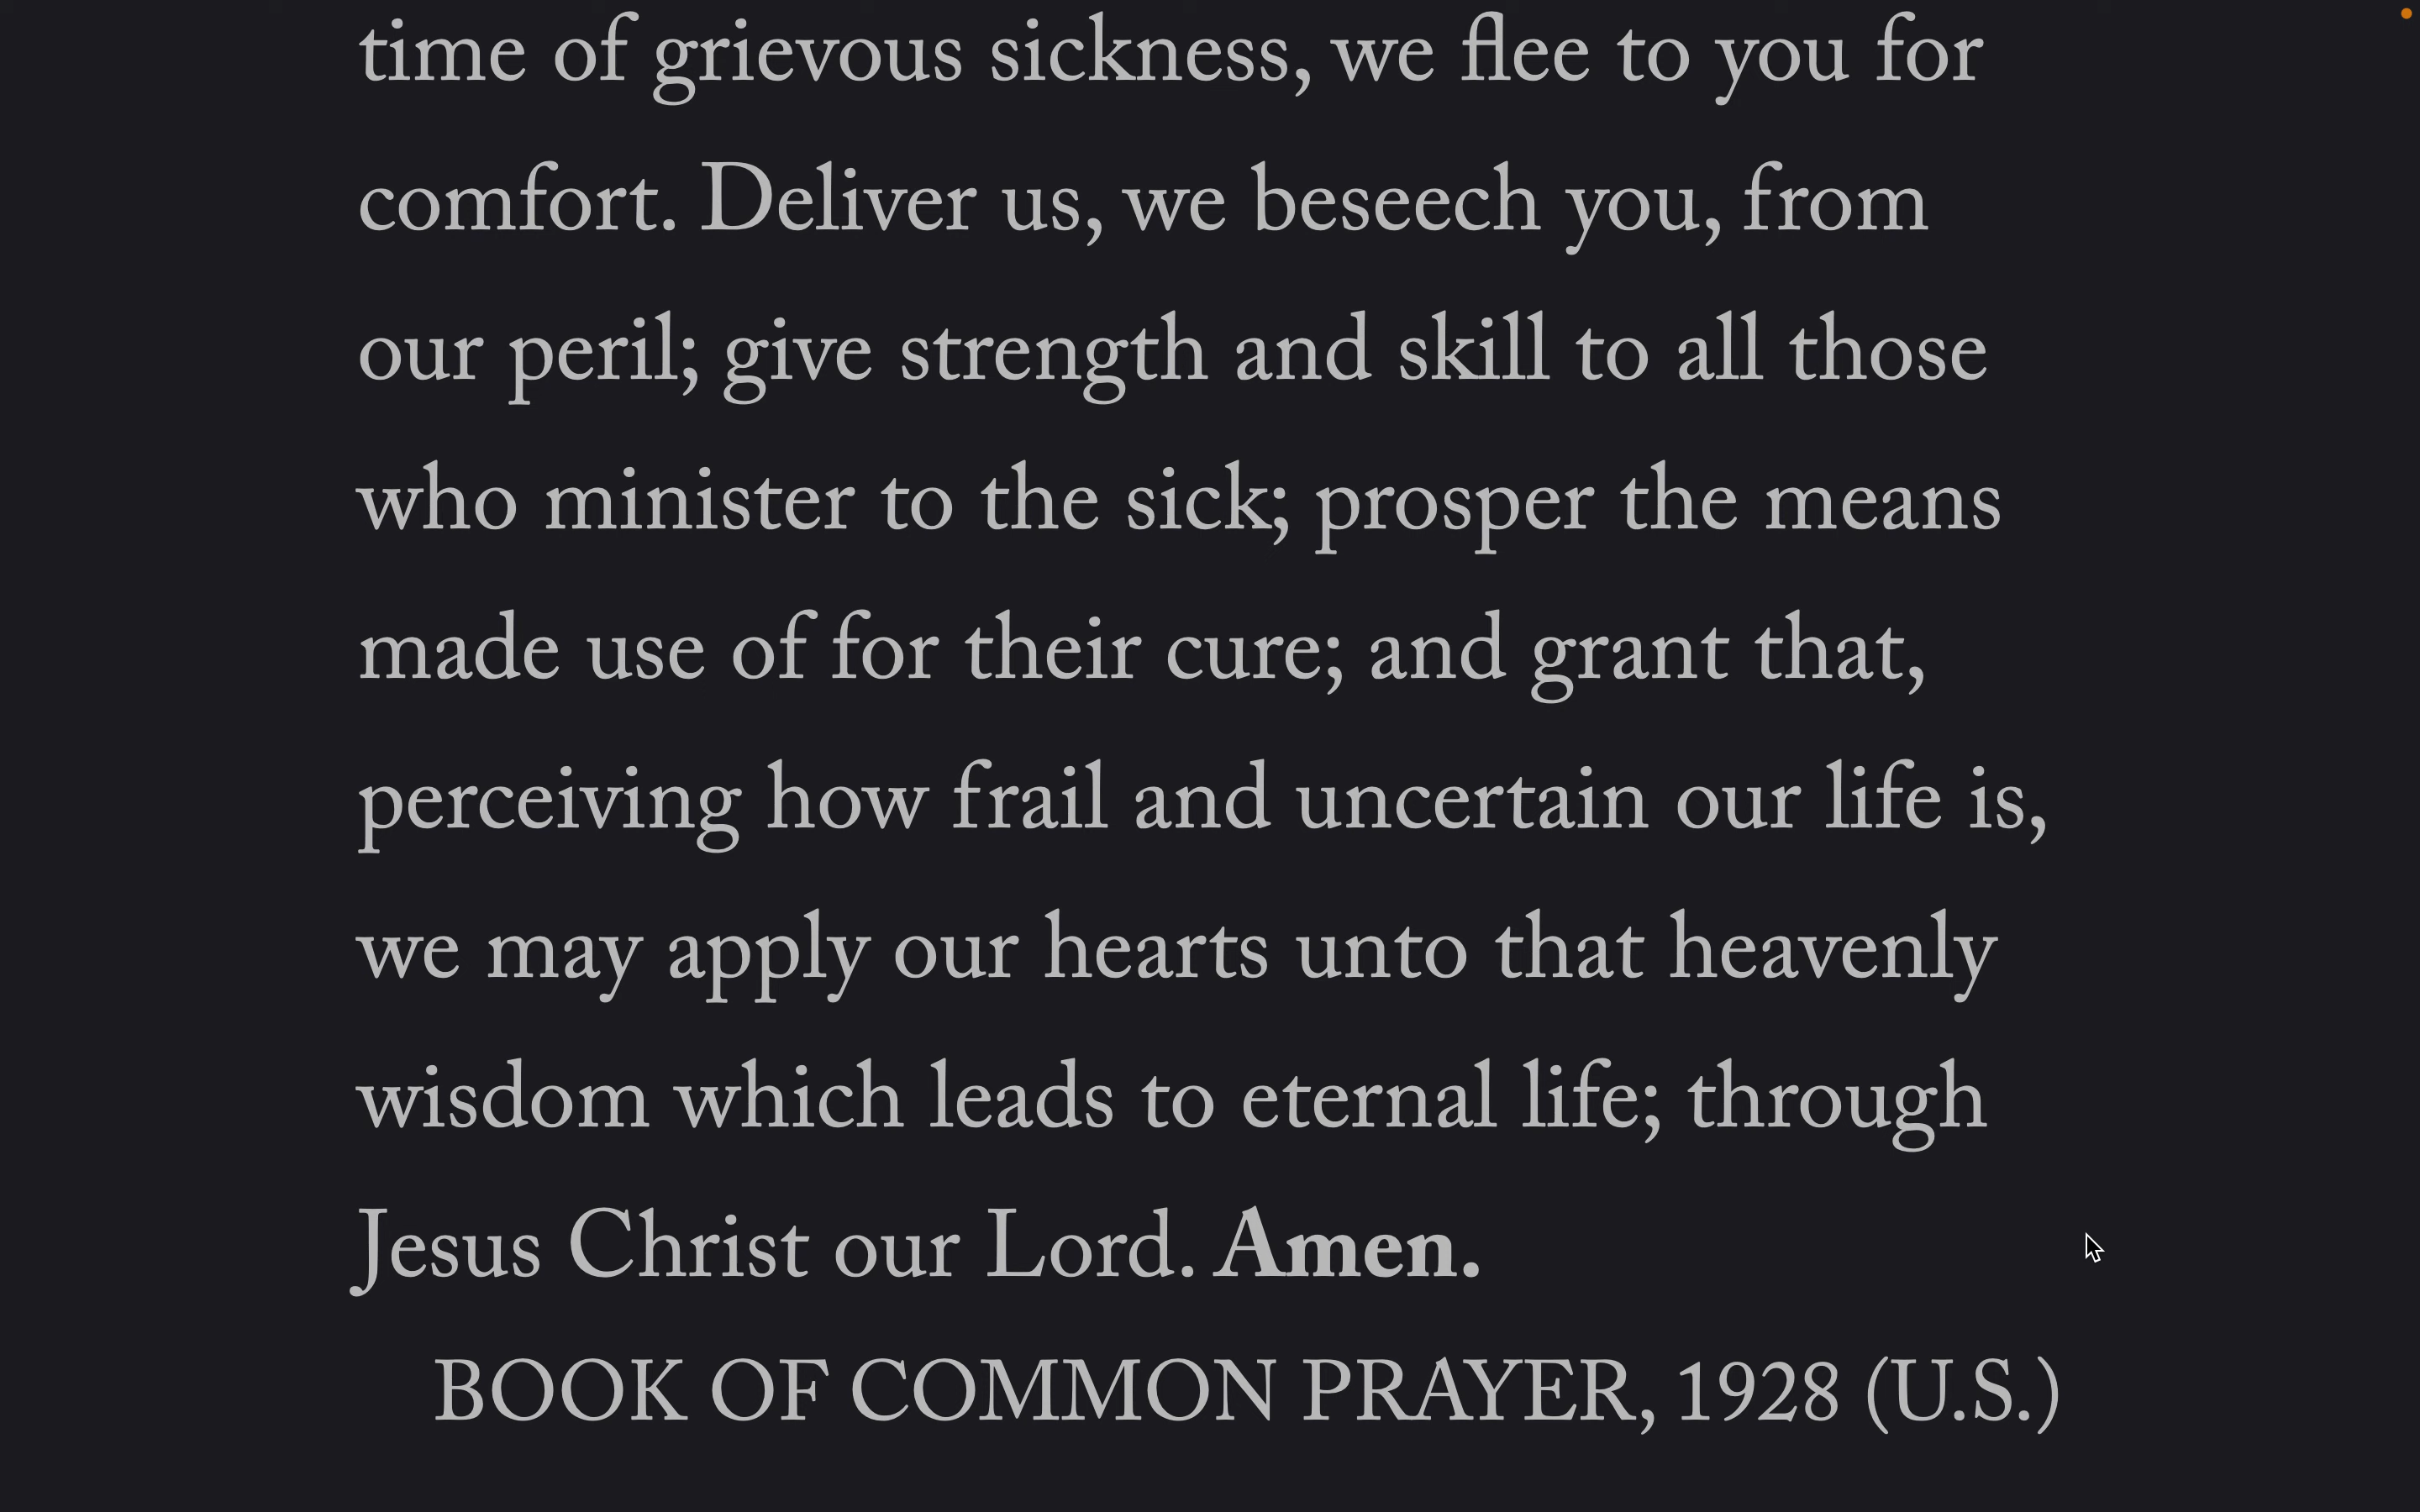 time of grievous sickness, we flee to you for
comfort. Deliver us, we beseech you, from
our peril; give strength and skill to all those
who minister to the sick; prosper the means
made use of for their cure; and grant that,
perceiving how frail and uncertain our life is,
we may apply our hearts unto that heavenly
wisdom which leads to eternal life; through
Jesus Christ our Lord. Amen.
BOOK OF COMMON PRAYER, 1928 (U.S.)